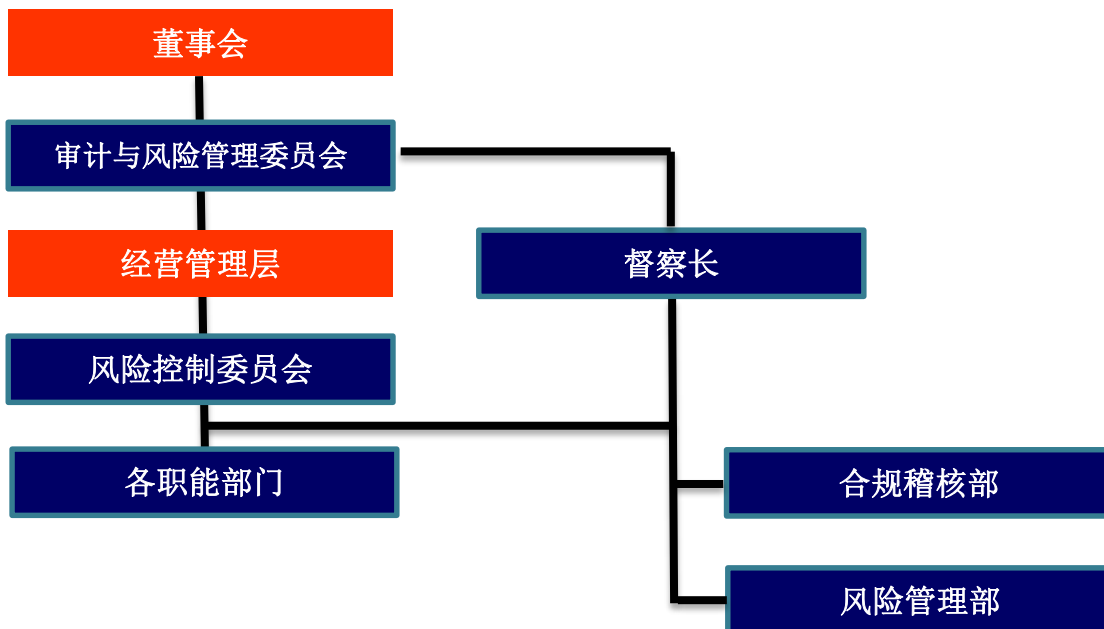 董事会
审计与风险管理委员会
经营管理层
督察长
风险控制委员会
各职能部门
合规稽核部
风险管理部